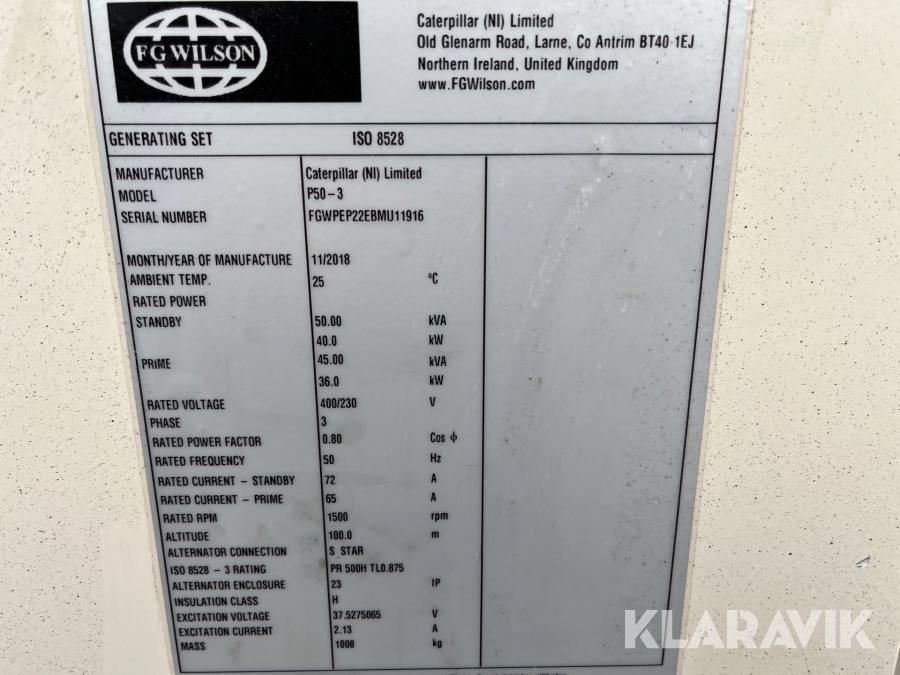 FG WILSON
Caterpillar (NI) Limited
Old Glenarm Road, Larne, Co Antrim BT40 1EJ
Northern Ireland, United Kingdom
www.FGWilson.com
GENERATING SET ISO 8528
MANUFACTURER Caterpillar (NI) Limited
MODEL P50-3
SERIAL NUMBER FGWPEP22EBMU11916
MONTH/YEAR OF MANUFACTURE 11/2018
AMBIENT TEMP. 25 °C
RATED POWER
STANDBY 50.00 kVA
40.0 kW
PRIME 45.00 kVA
36.0 kW
RATED VOLTAGE 400/230 V
PHASE 3
RATED POWER FACTOR 0.80 Cos ϕ
RATED FREQUENCY 50 Hz
RATED CURRENT - STANDBY 72 A
RATED CURRENT - PRIME 65 A
RATED RPM 1500 rpm
ALTITUDE 100.0 m
ALTERNATOR CONNECTION S_STAR
ISO 8528 - 3 RATING PR 500H TL0.875
ALTERNATOR ENCLOSURE 23 IP
INSULATION CLASS H
EXCITATION VOLTAGE 37.5275065 V
EXCITATION CURRENT 2.13 A
MASS 1008 kg
KLARAVIK